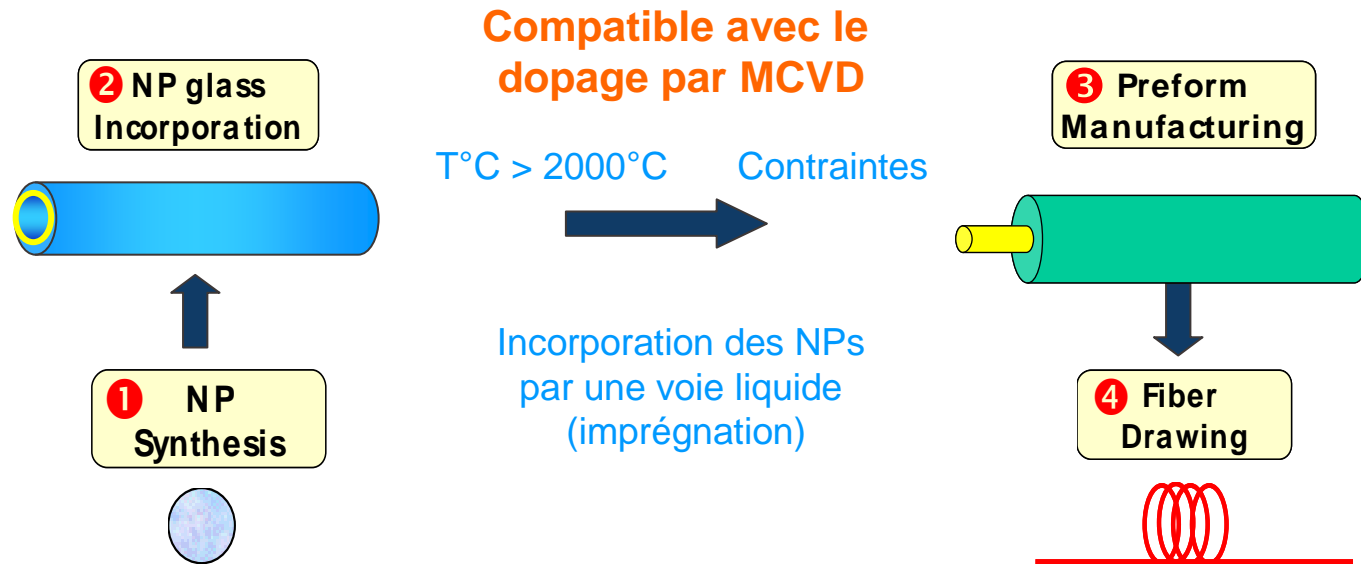 Compatible avec le
dopage par MCVD
❷ NP glass
Incorporation
❸ Preform
Manufacturing
T°C > 2000°C Contraintes
Incorporation des NPs
par une voie liquide
(imprégnation)
❶ NP
Synthesis
❹ Fiber
Drawing